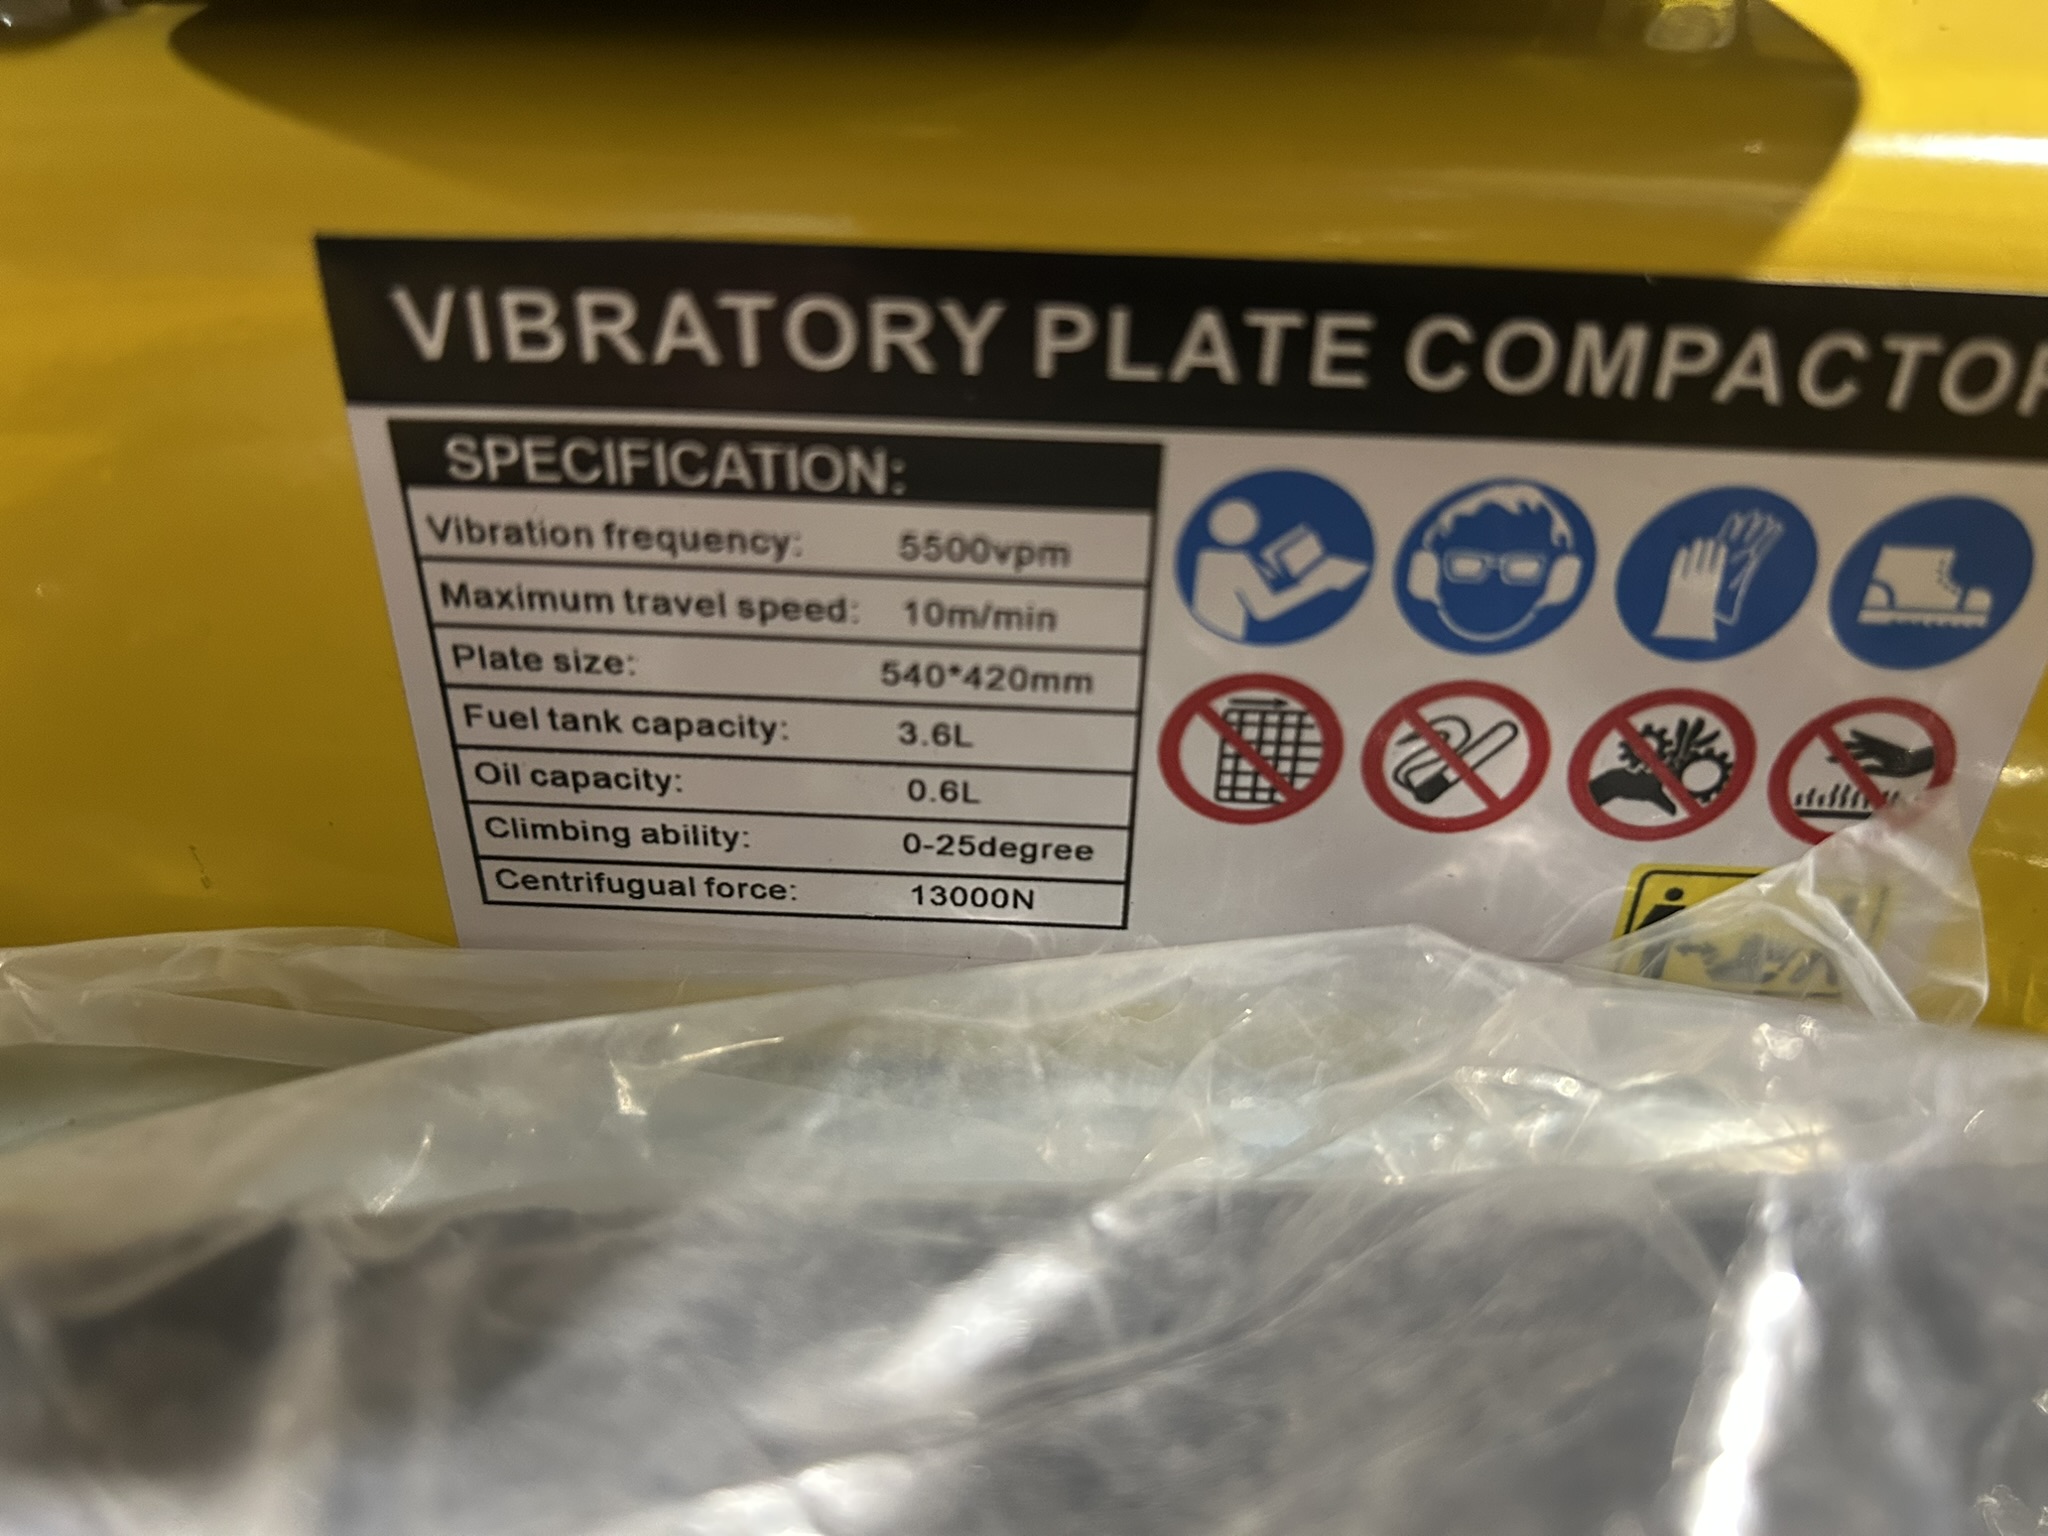 VIBRATORY PLATE COMPACTOR
SPECIFICATION:
Vibration frequency: 5500vpm
Maximum travel speed: 10m/min
Plate size: 540*420mm
Fuel tank capacity: 3.6L
Oil capacity: 0.6L
Climbing ability: 0-25degree
Centrifugual force: 13000N